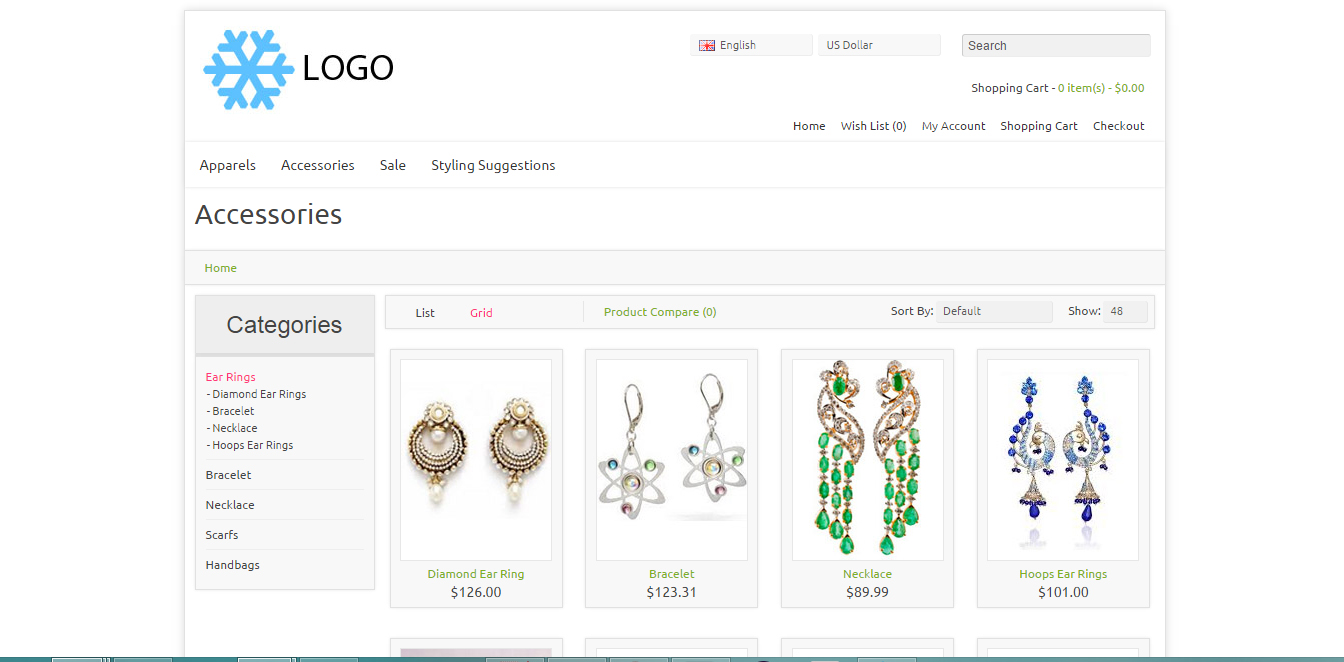 LOGO
English
US Dollar
Search
Shopping Cart - 0 item(s) - $0.00
Home Wish List (0) My Account Shopping Cart Checkout
Apparels Accessories Sale Styling Suggestions
Accessories
Home
Categories
Ear Rings
- Diamond Ear Rings
- Bracelet
- Necklace
- Hoops Ear Rings
Bracelet
Necklace
Scarfs
Handbags
List Grid Product Compare (0) Sort By: Default Show: 48
Diamond Ear Ring
$126.00
Bracelet
$123.31
Necklace
$89.99
Hoops Ear Rings
$101.00